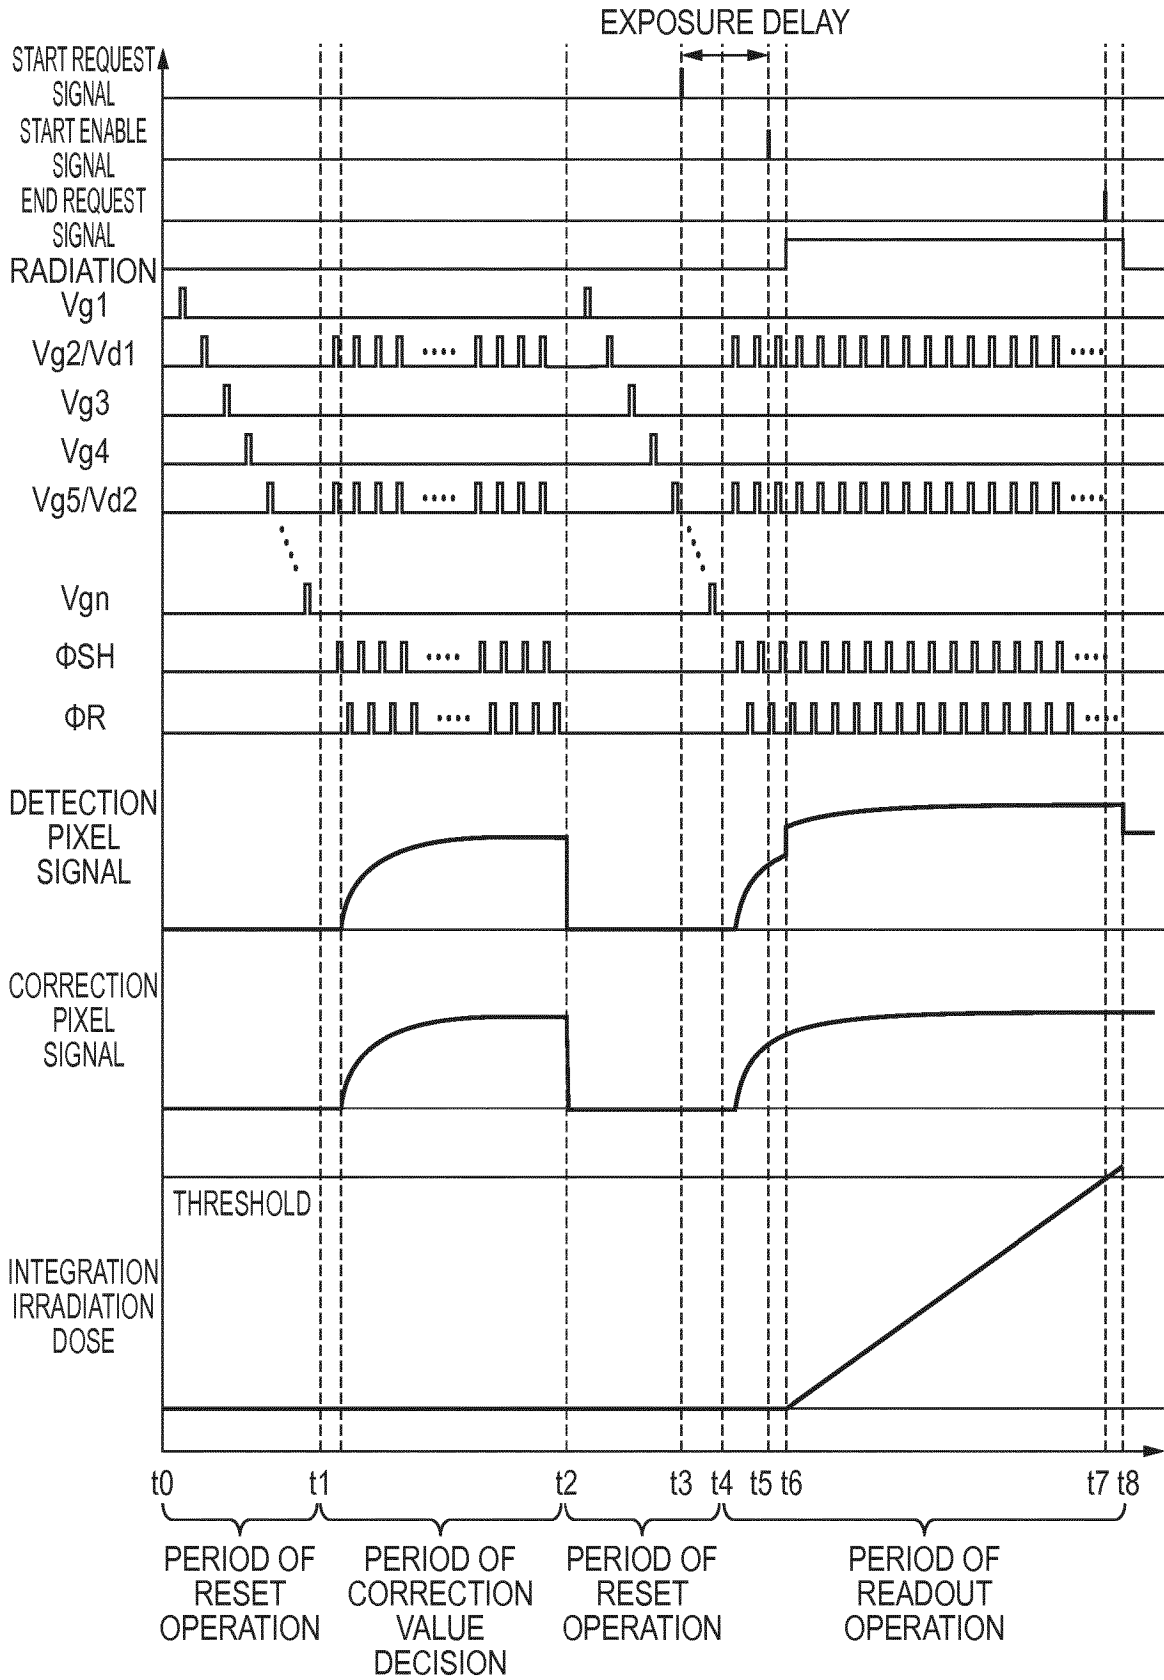 EXPOSURE DELAY
START REQUEST
SIGNAL
START ENABLE
SIGNAL
END REQUEST
SIGNAL
RADIATION
Vg1
Vg2/Vd1
Vg3
Vg4
Vg5/Vd2
Vgn
ΦSH
ΦR
DETECTION
PIXEL
SIGNAL
CORRECTION
PIXEL
SIGNAL
THRESHOLD
INTEGRATION
IRRADIATION
DOSE
t0 t1 t2 t3 t4 t5 t6 t7 t8
PERIOD OF
RESET
OPERATION
PERIOD OF
CORRECTION
VALUE
DECISION
PERIOD OF
RESET
OPERATION
PERIOD OF
READOUT
OPERATION